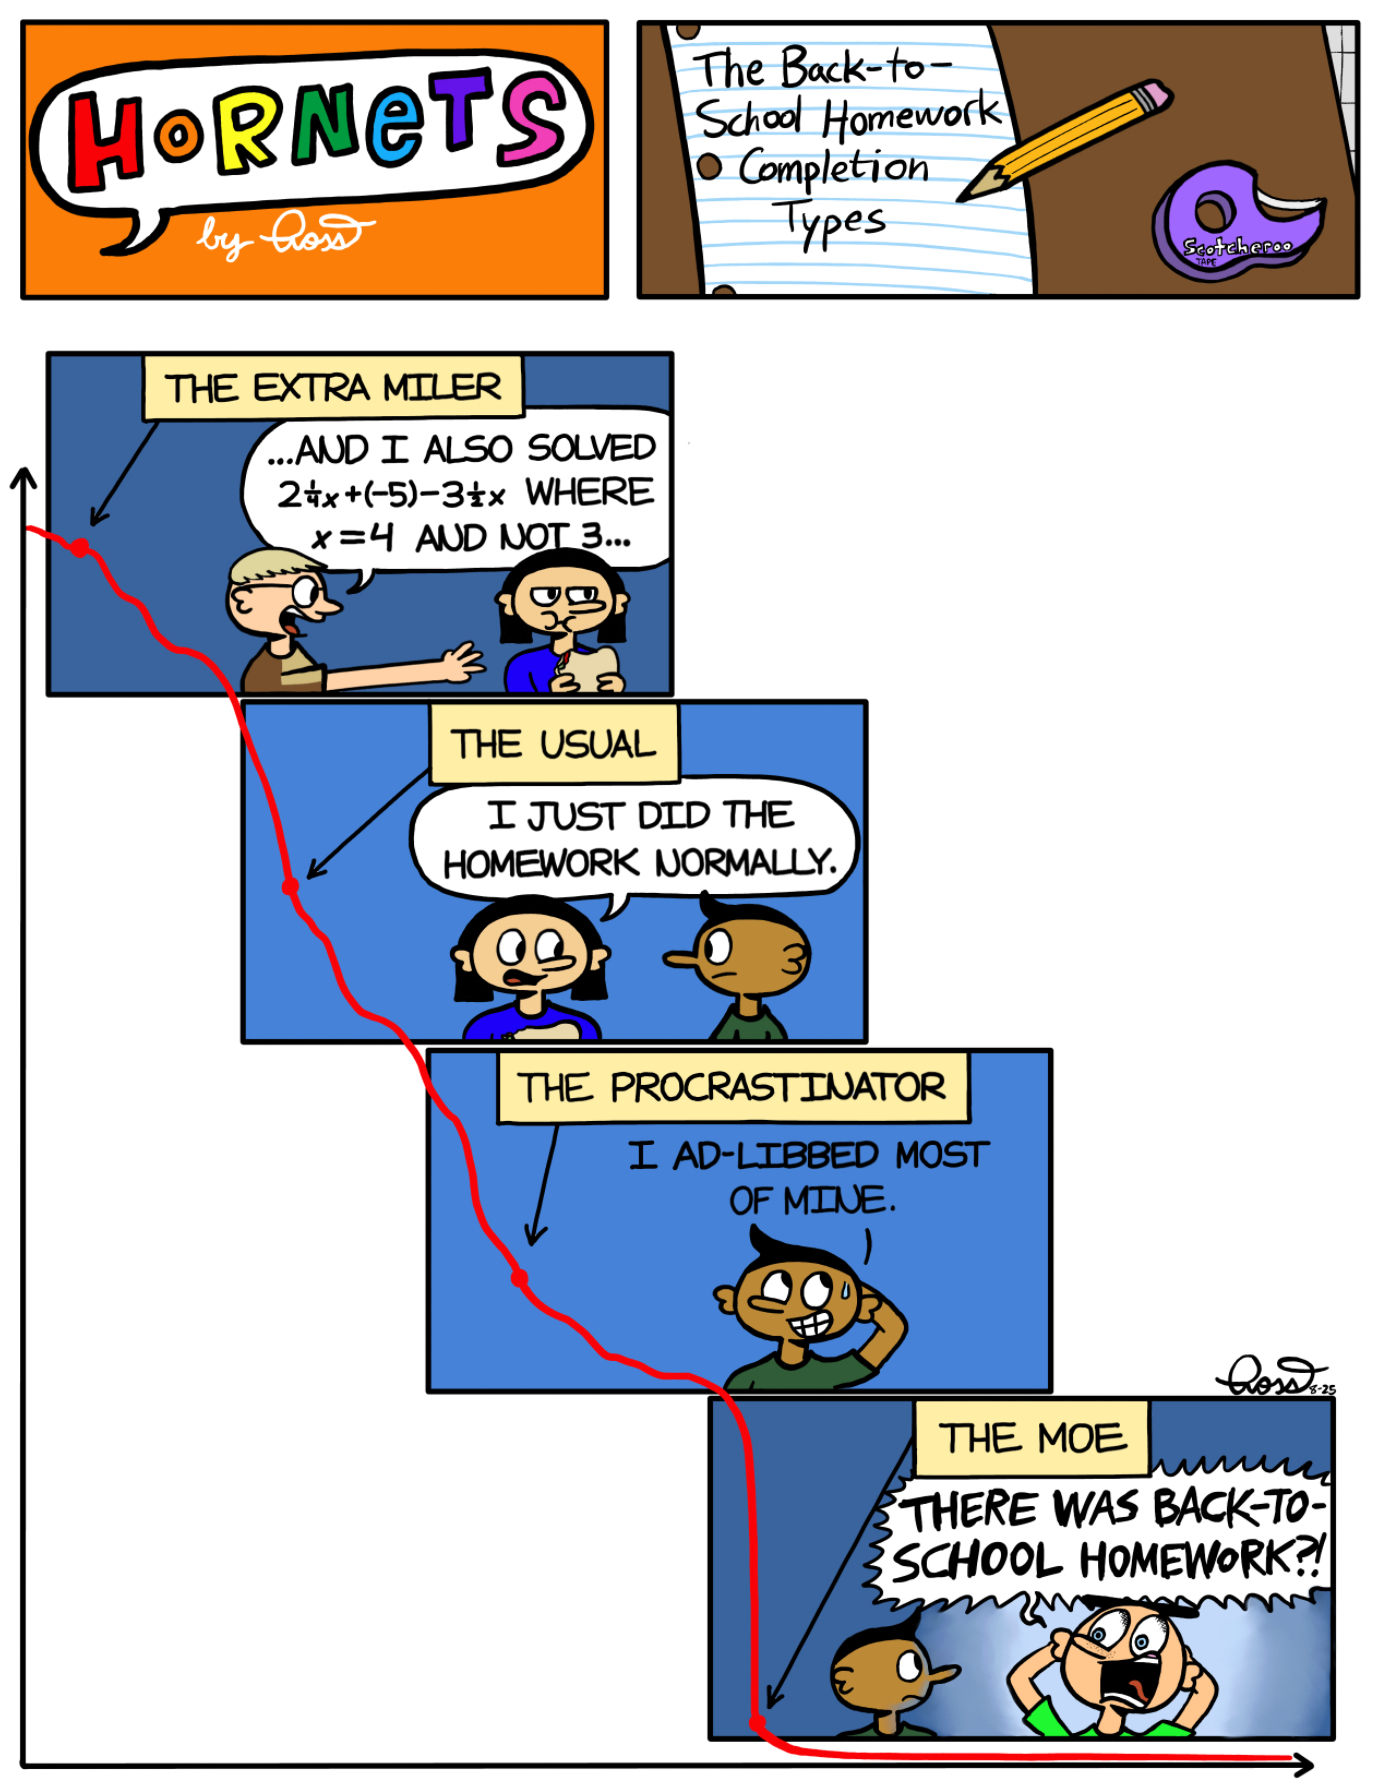 HORNETS
by Ross
The Back-to-
School Homework
Completion
Types
Scotcheroo
TAPE
THE EXTRA MILER
...AND I ALSO SOLVED
2¼x+(-5)-3½x WHERE
x=4 AND NOT 3...
THE USUAL
I JUST DID THE
HOMEWORK NORMALLY.
THE PROCRASTINATOR
I AD-LIBBED MOST
OF MINE.
Ross 8-25
THE MOE
THERE WAS BACK-TO-
SCHOOL HOMEWORK?!